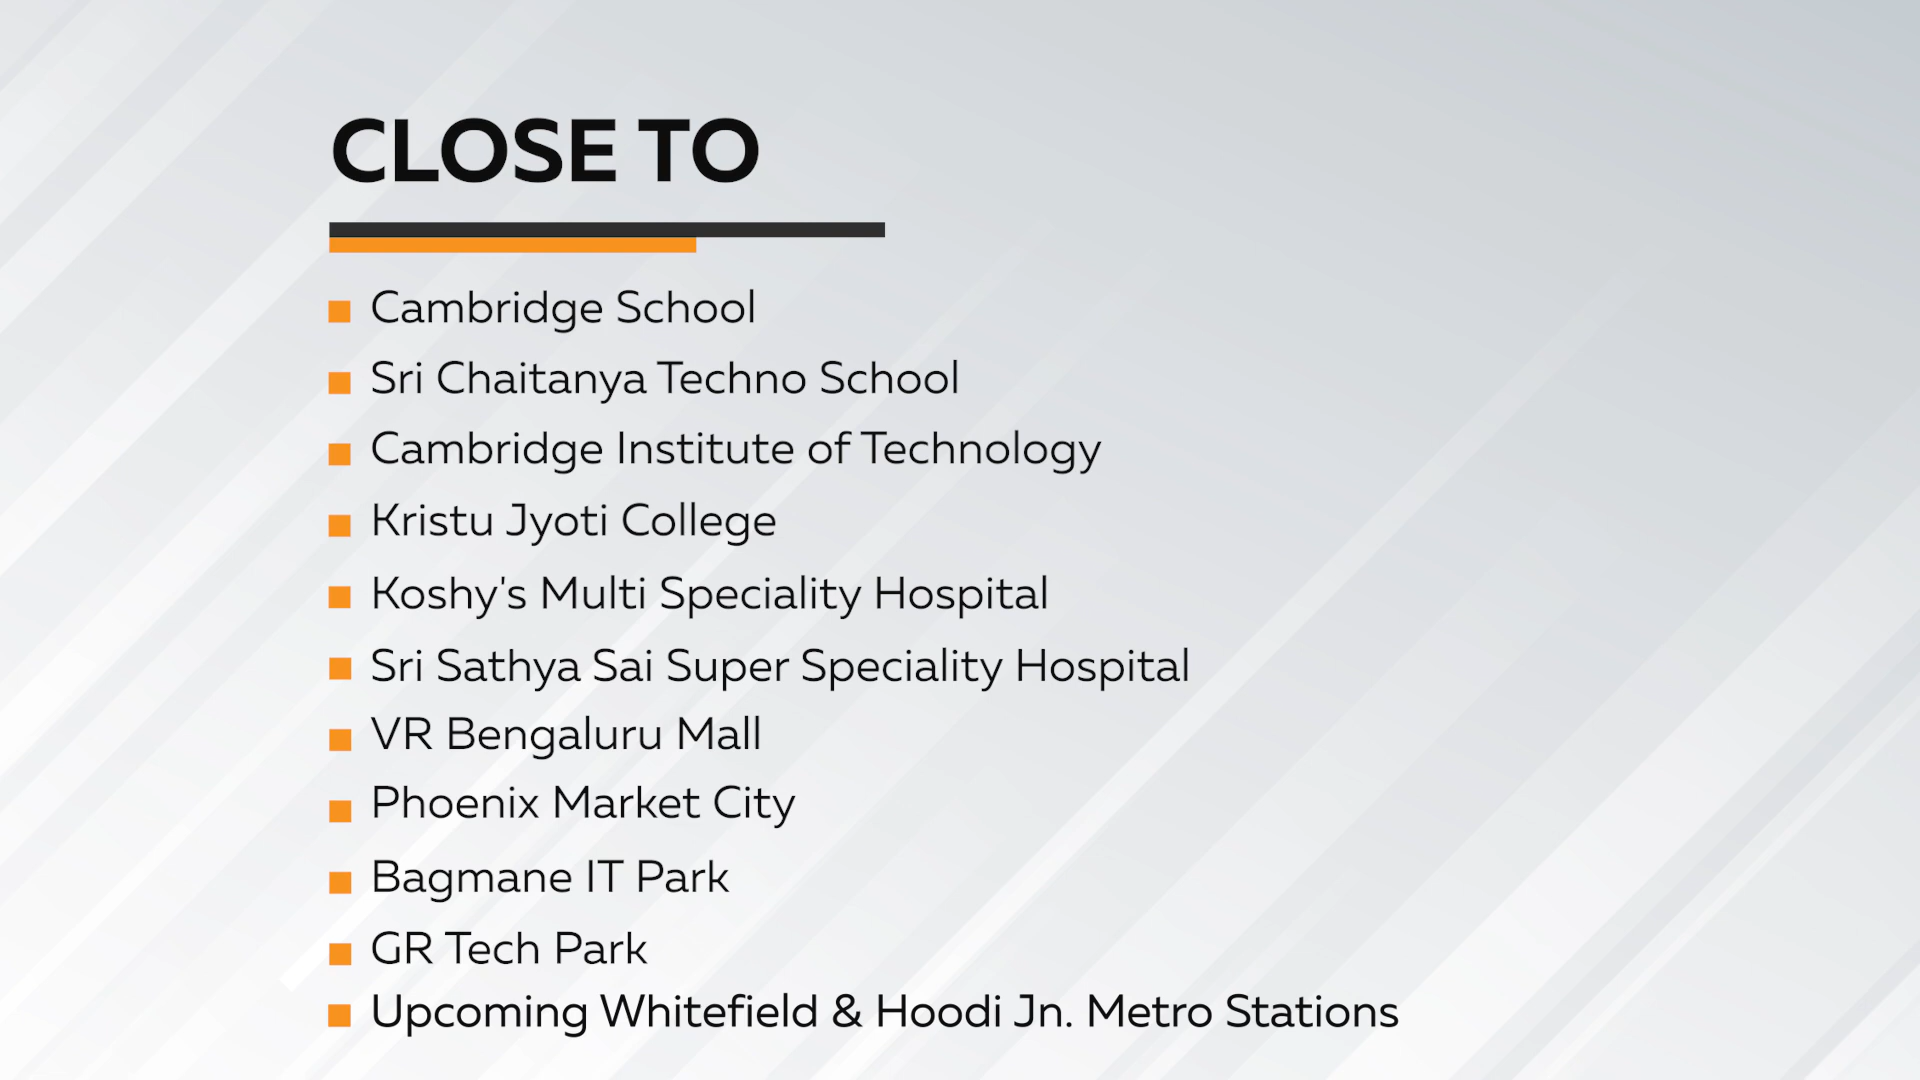 CLOSE TO
Cambridge School
Sri Chaitanya Techno School
Cambridge Institute of Technology
Kristu Jyoti College
Koshy's Multi Speciality Hospital
Sri Sathya Sai Super Speciality Hospital
VR Bengaluru Mall
Phoenix Market City
Bagmane IT Park
GR Tech Park
Upcoming Whitefield & Hoodi Jn. Metro Stations